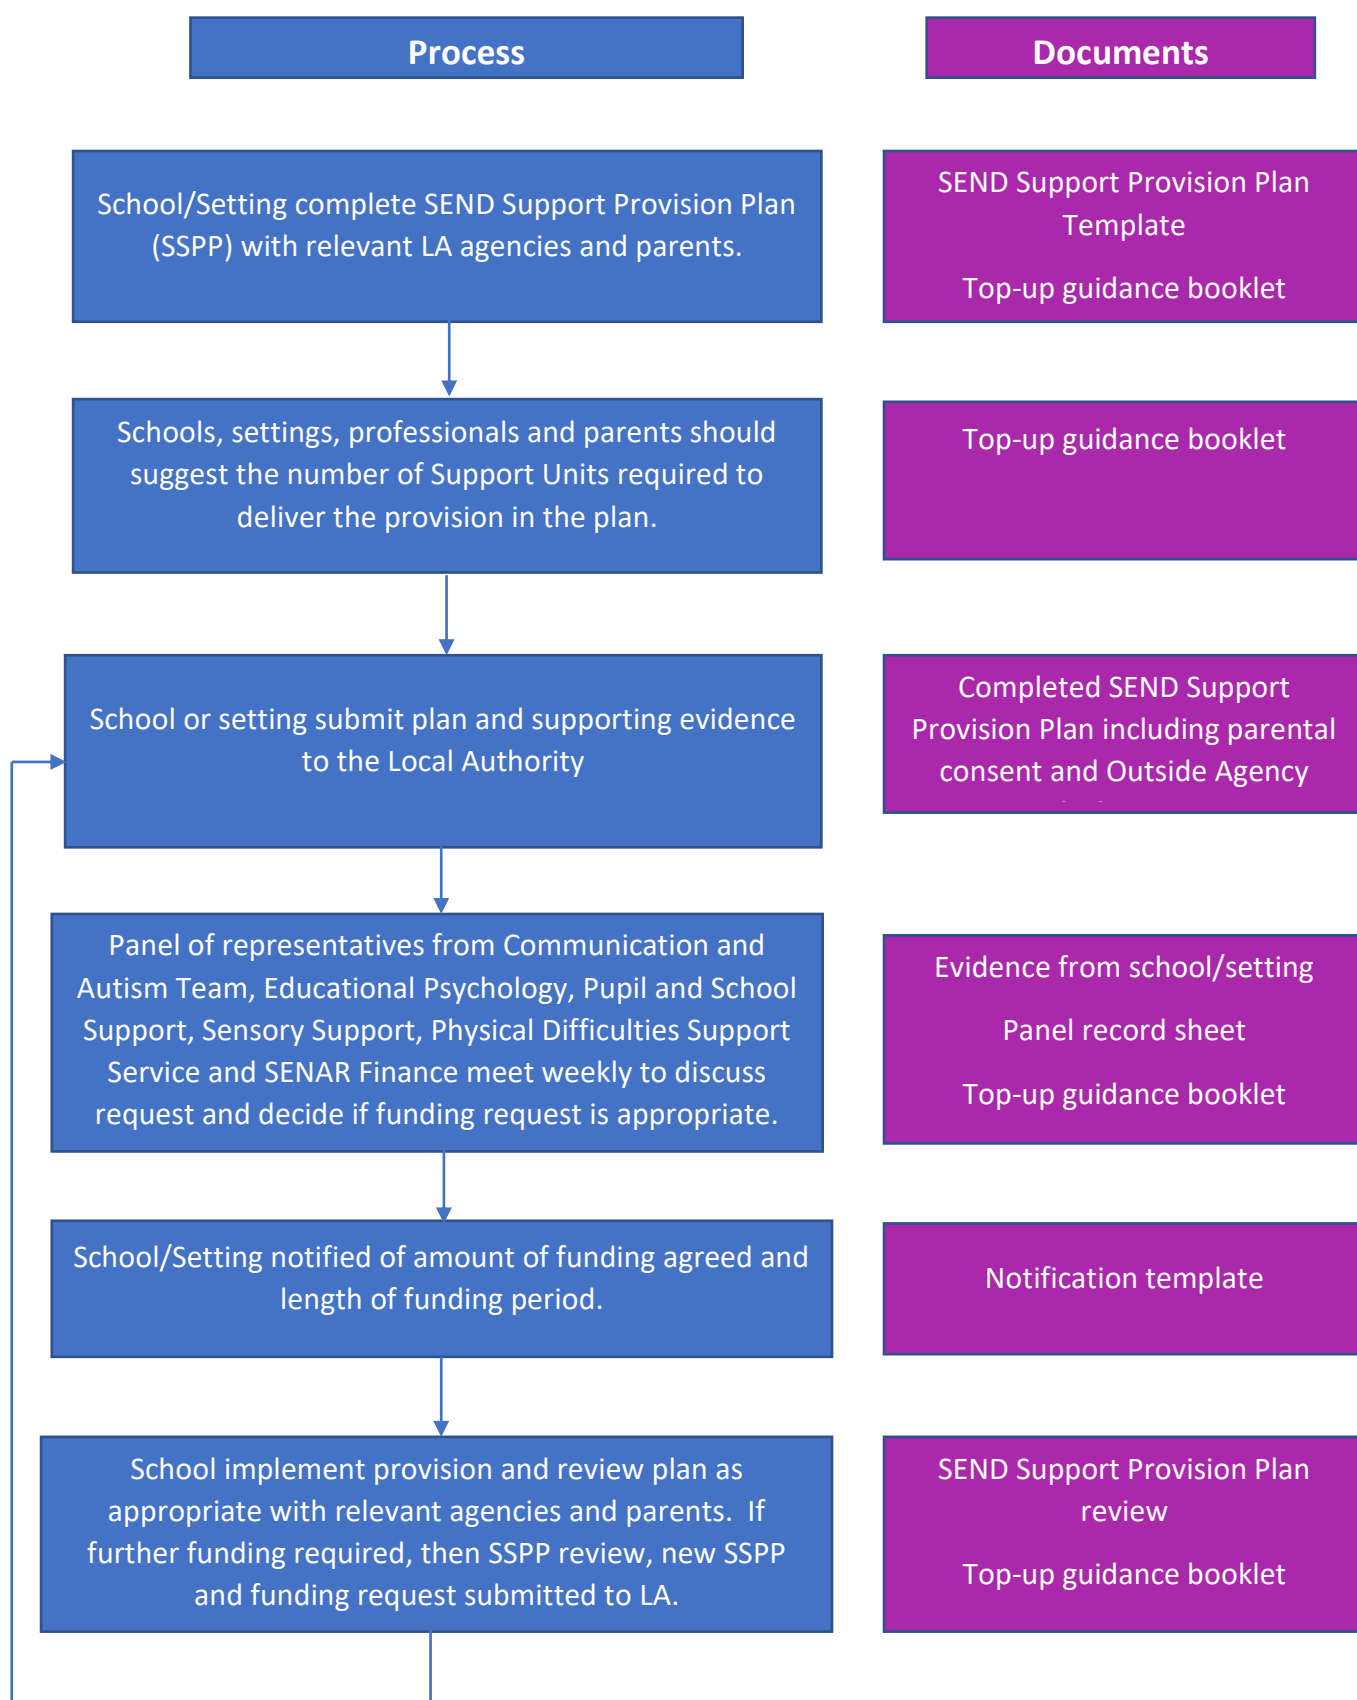 Process
Documents
School/Setting complete SEND Support Provision Plan
(SSPP) with relevant LA agencies and parents.
SEND Support Provision Plan
Template
Top-up guidance booklet
Schools, settings, professionals and parents should
suggest the number of Support Units required to
deliver the provision in the plan.
Top-up guidance booklet
School or setting submit plan and supporting evidence
to the Local Authority
Completed SEND Support
Provision Plan including parental
consent and Outside Agency
Panel of representatives from Communication and
Autism Team, Educational Psychology, Pupil and School
Support, Sensory Support, Physical Difficulties Support
Service and SENAR Finance meet weekly to discuss
request and decide if funding request is appropriate.
Evidence from school/setting
Panel record sheet
Top-up guidance booklet
School/Setting notified of amount of funding agreed and
length of funding period.
Notification template
School implement provision and review plan as
appropriate with relevant agencies and parents.  If
further funding required, then SSPP review, new SSPP
and funding request submitted to LA.
SEND Support Provision Plan
review
Top-up guidance booklet